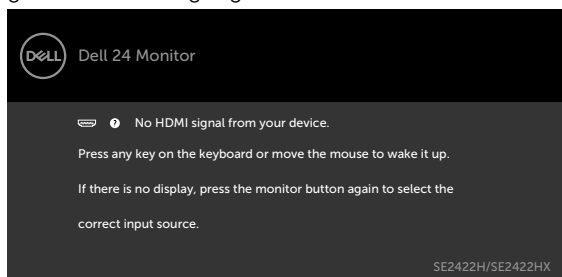 DELL
Dell 24 Monitor
No HDMI signal from your device.
Press any key on the keyboard or move the mouse to wake it up.
If there is no display, press the monitor button again to select the
correct input source.
SE2422H/SE2422HX